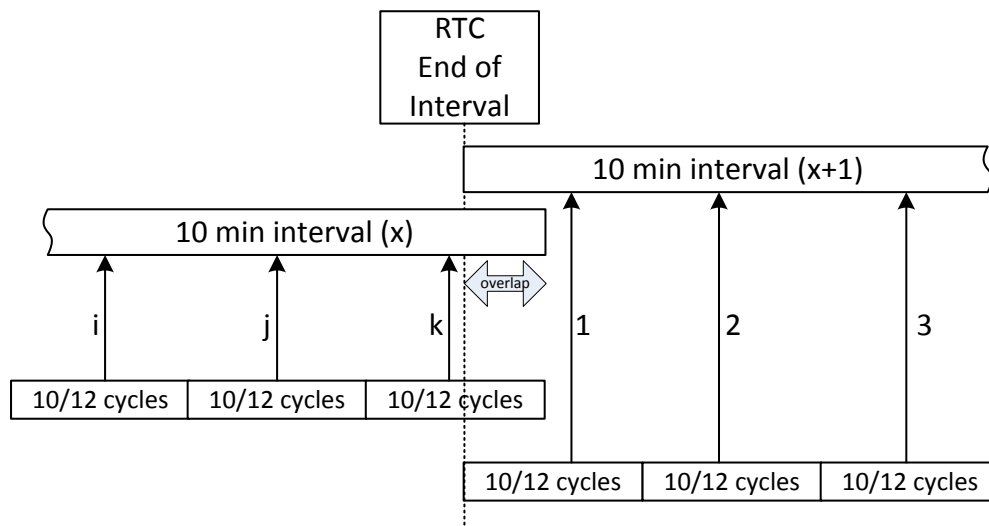 RTC
End of
Interval
10 min interval (x+1)
10 min interval (x)
overlap
i
j
k
1
2
3
10/12 cycles
10/12 cycles
10/12 cycles
10/12 cycles
10/12 cycles
10/12 cycles